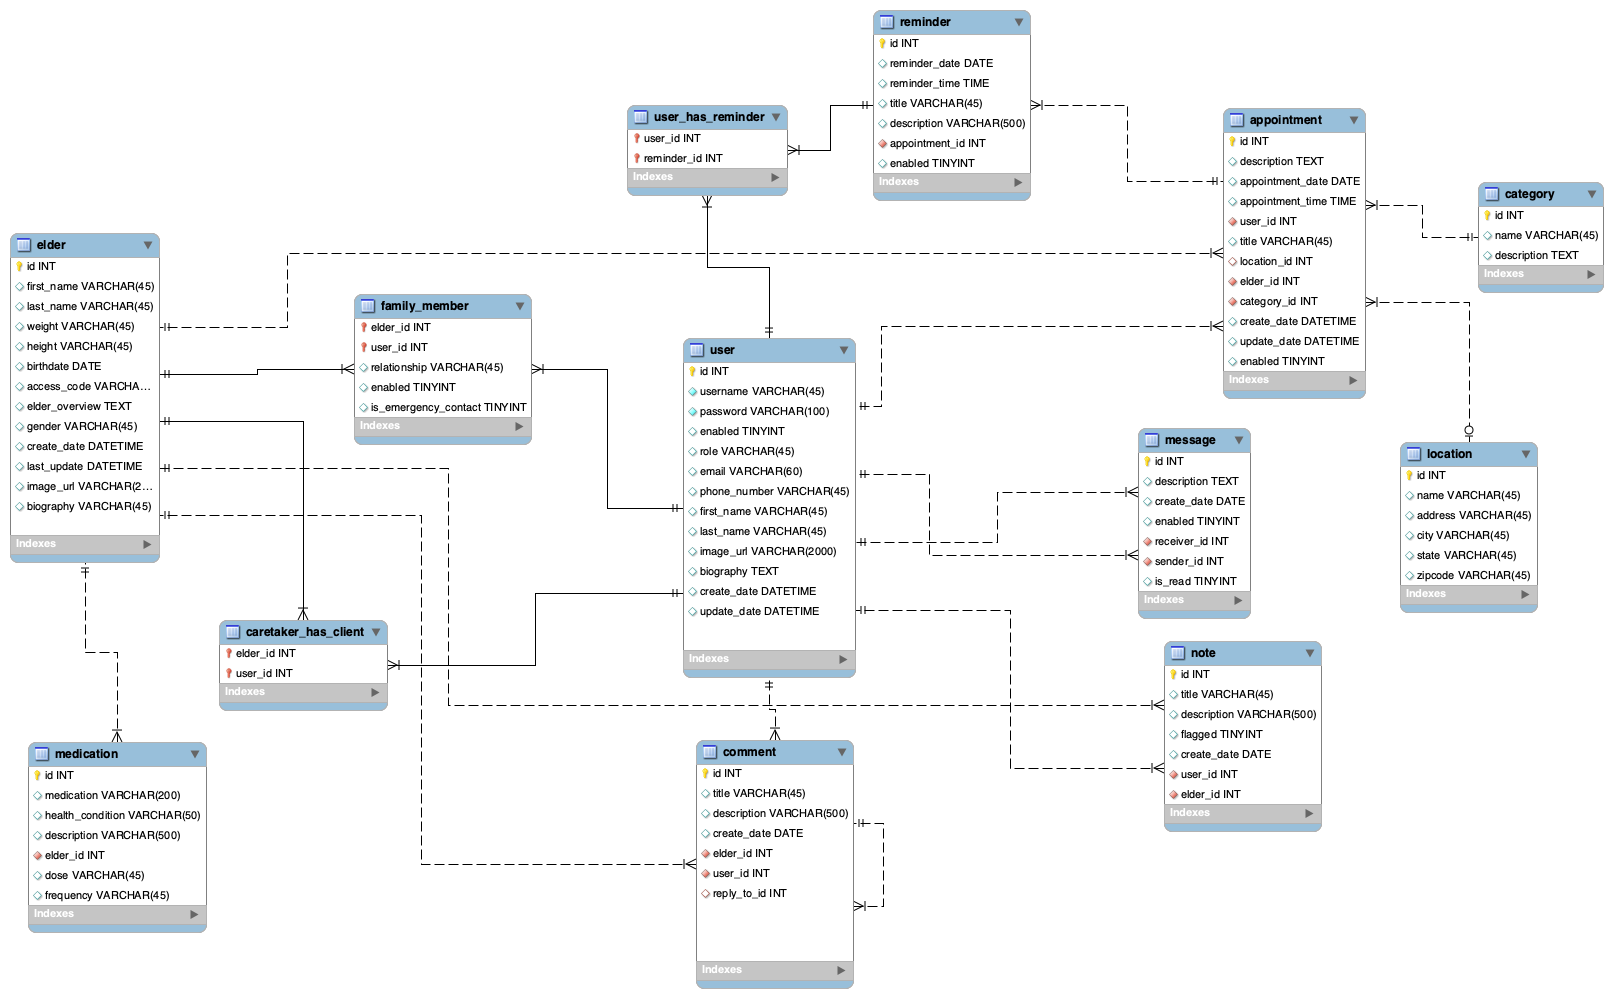 reminder
id INT
reminder_date DATE
reminder_time TIME
title VARCHAR(45)
description VARCHAR(500)
appointment_id INT
enabled TINYINT
Indexes
user_has_reminder
user_id INT
reminder_id INT
Indexes
appointment
id INT
description TEXT
appointment_date DATE
appointment_time TIME
user_id INT
title VARCHAR(45)
location_id INT
elder_id INT
category_id INT
create_date DATETIME
update_date DATETIME
enabled TINYINT
Indexes
category
id INT
name VARCHAR(45)
description TEXT
Indexes
elder
id INT
first_name VARCHAR(45)
last_name VARCHAR(45)
weight VARCHAR(45)
height VARCHAR(45)
birthdate DATE
access_code VARCHA...
elder_overview TEXT
gender VARCHAR(45)
create_date DATETIME
last_update DATETIME
image_url VARCHAR(2...
biography VARCHAR(45)
Indexes
family_member
elder_id INT
user_id INT
relationship VARCHAR(45)
enabled TINYINT
is_emergency_contact TINYINT
Indexes
user
id INT
username VARCHAR(45)
password VARCHAR(100)
enabled TINYINT
role VARCHAR(45)
email VARCHAR(60)
phone_number VARCHAR(45)
first_name VARCHAR(45)
last_name VARCHAR(45)
image_url VARCHAR(2000)
biography TEXT
create_date DATETIME
update_date DATETIME
Indexes
message
id INT
description TEXT
create_date DATE
enabled TINYINT
receiver_id INT
sender_id INT
is_read TINYINT
Indexes
location
id INT
name VARCHAR(45)
address VARCHAR(45)
city VARCHAR(45)
state VARCHAR(45)
zipcode VARCHAR(45)
Indexes
caretaker_has_client
elder_id INT
user_id INT
Indexes
note
id INT
title VARCHAR(45)
description VARCHAR(500)
flagged TINYINT
create_date DATE
user_id INT
elder_id INT
Indexes
medication
id INT
medication VARCHAR(200)
health_condition VARCHAR(50)
description VARCHAR(500)
elder_id INT
dose VARCHAR(45)
frequency VARCHAR(45)
Indexes
comment
id INT
title VARCHAR(45)
description VARCHAR(500)
create_date DATE
elder_id INT
user_id INT
reply_to_id INT
Indexes